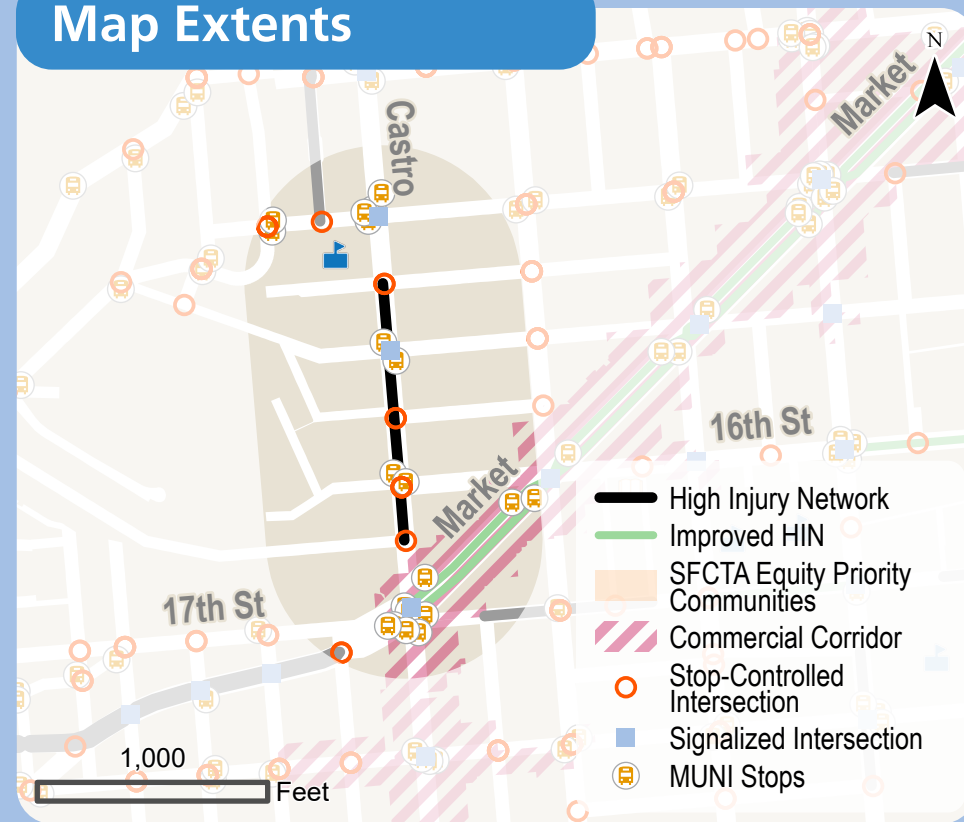 Map Extents
N
Market
Castro
16th St
Market
17th St
High Injury Network
Improved HIN
SFCTA Equity Priority
Communities
Commercial Corridor
Stop-Controlled
Intersection
Signalized Intersection
MUNI Stops
1,000
Feet